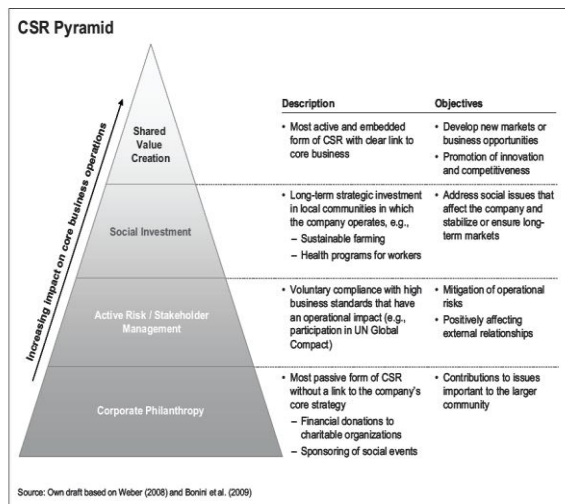 CSR Pyramid
Increasing impact on core business operations
Description
Objectives
Shared
Value
Creation
• Most active and embedded
form of CSR with clear link to
core business
• Develop new markets or
business opportunities
• Promotion of innovation
and competitiveness
Social Investment
• Long-term strategic investment
in local communities in which
the company operates, e.g.,
– Sustainable farming
– Health programs for workers
• Address social issues that
affect the company and
stabilize or ensure long-
term markets
Active Risk / Stakeholder
Management
• Voluntary compliance with high
business standards that have
an operational impact (e.g.,
participation in UN Global
Compact)
• Mitigation of operational
risks
• Positively affecting
external relationships
Corporate Philanthropy
• Most passive form of CSR
without a link to the company's
core strategy
– Financial donations to
charitable organizations
– Sponsoring of social events
• Contributions to issues
important to the larger
community
Source: Own draft based on Weber (2008) and Bonini et al. (2009)